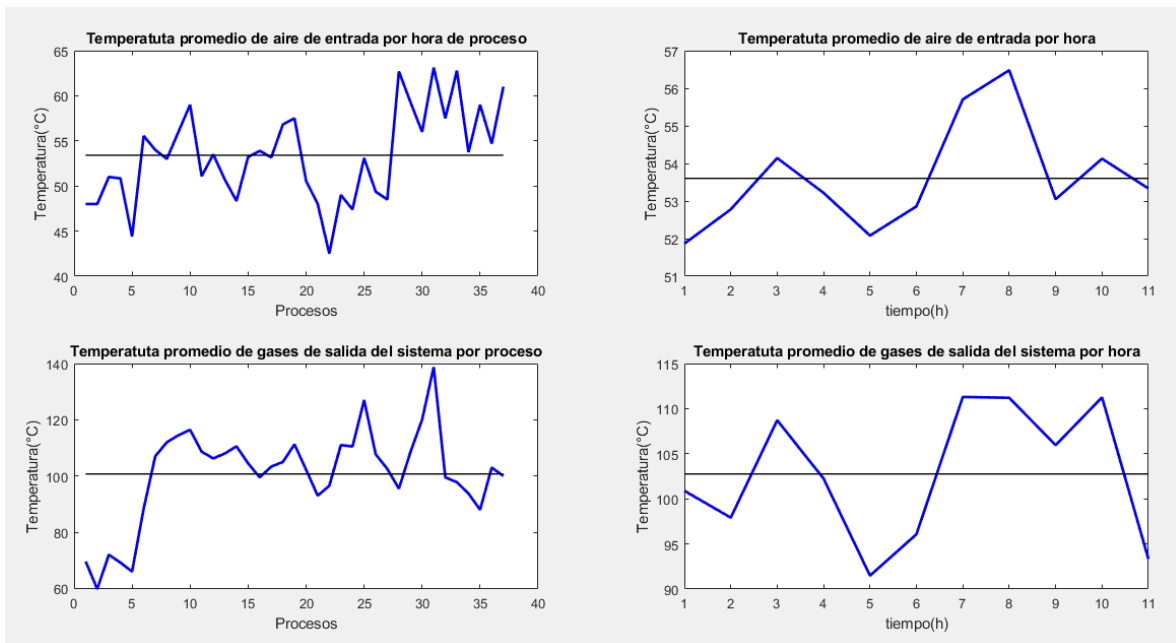 Temperatuta promedio de aire de entrada por hora de proceso
65
60
55
50
45
40
Temperatura(°C)
0 5 10 15 20 25 30 35 40
Procesos
Temperatuta promedio de aire de entrada por hora
57
56
55
54
53
52
51
Temperatura(°C)
1 2 3 4 5 6 7 8 9 10 11
tiempo(h)
Temperatuta promedio de gases de salida del sistema por proceso
140
120
100
80
60
Temperatura(°C)
0 5 10 15 20 25 30 35 40
Procesos
Temperatuta promedio de gases de salida del sistema por hora
115
110
105
100
95
90
Temperatura(°C)
1 2 3 4 5 6 7 8 9 10 11
tiempo(h)